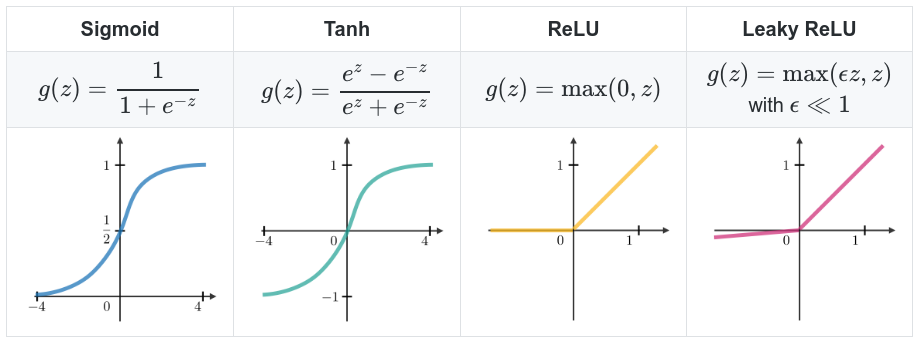 Sigmoid
g(z) = 1 / (1 + e^{-z})
1
1/2
-4
0
4
Tanh
g(z) = (e^z − e^{-z}) / (e^z + e^{-z})
1
-4
0
4
−1
ReLU
g(z) = max(0, z)
1
0
1
Leaky ReLU
g(z) = max(ϵz, z)
with ϵ ≪ 1
1
0
1